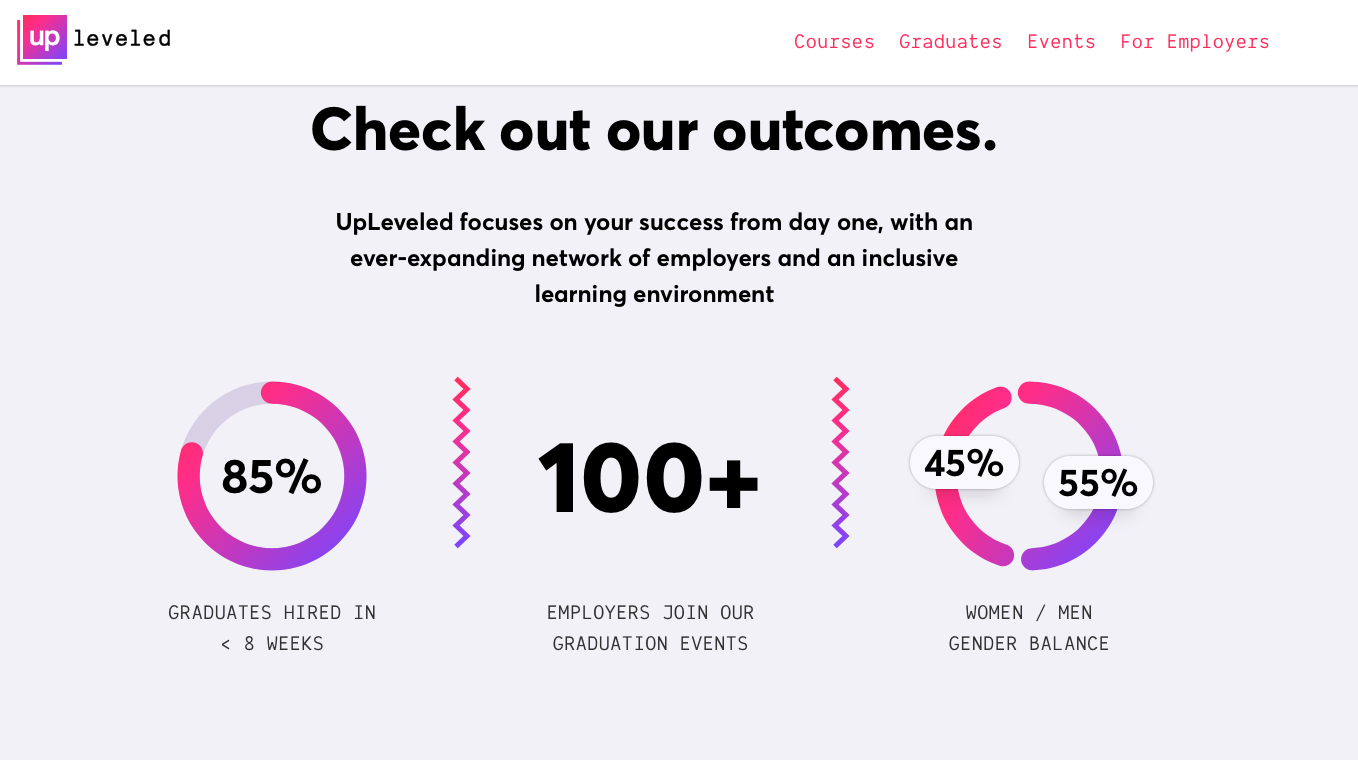 up leveled
Courses Graduates Events For Employers
Check out our outcomes.
UpLeveled focuses on your success from day one, with an
ever-expanding network of employers and an inclusive
learning environment
85%
GRADUATES HIRED IN
< 8 WEEKS
100+
EMPLOYERS JOIN OUR
GRADUATION EVENTS
45%
55%
WOMEN / MEN
GENDER BALANCE